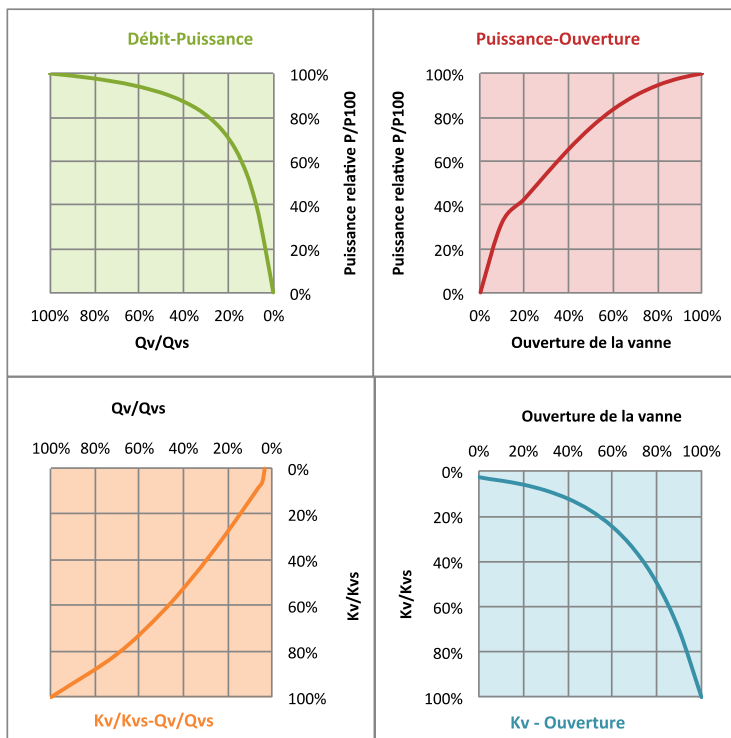 Débit-Puissance
100%
80%
60%
40%
20%
0%
Puissance relative P/P100
100% 80% 60% 40% 20% 0%
Qv/Qvs
Puissance-Ouverture
Puissance relative P/P100
100%
80%
60%
40%
20%
0%
0% 20% 40% 60% 80% 100%
Ouverture de la vanne
Qv/Qvs
100% 80% 60% 40% 20% 0%
0%
20%
40%
60%
80%
100%
Kv/Kvs
Kv/Kvs-Qv/Qvs
Ouverture de la vanne
0% 20% 40% 60% 80% 100%
Kv/Kvs
0%
20%
40%
60%
80%
100%
Kv - Ouverture